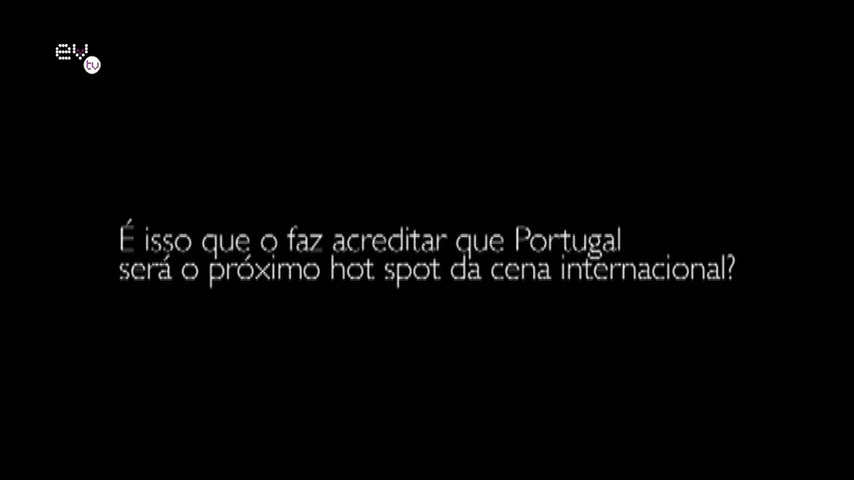 ev
tv
É isso que o faz acreditar que Portugal
será o próximo hot spot da cena internacional?